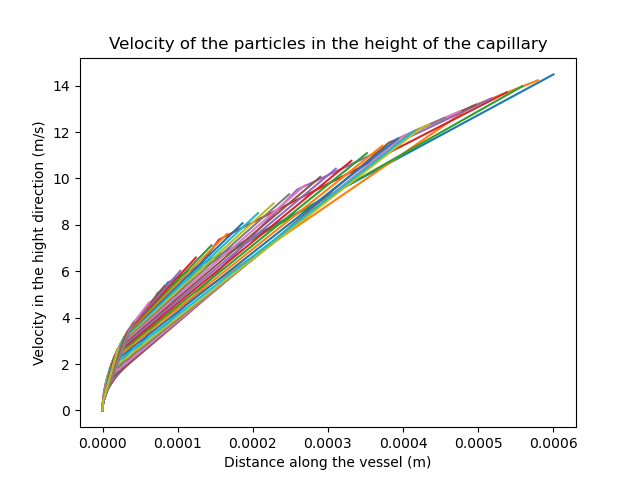 Velocity of the particles in the height of the capillary
14
12
10
8
6
4
2
0
Velocity in the hight direction (m/s)
0.0000 0.0001 0.0002 0.0003 0.0004 0.0005 0.0006
Distance along the vessel (m)